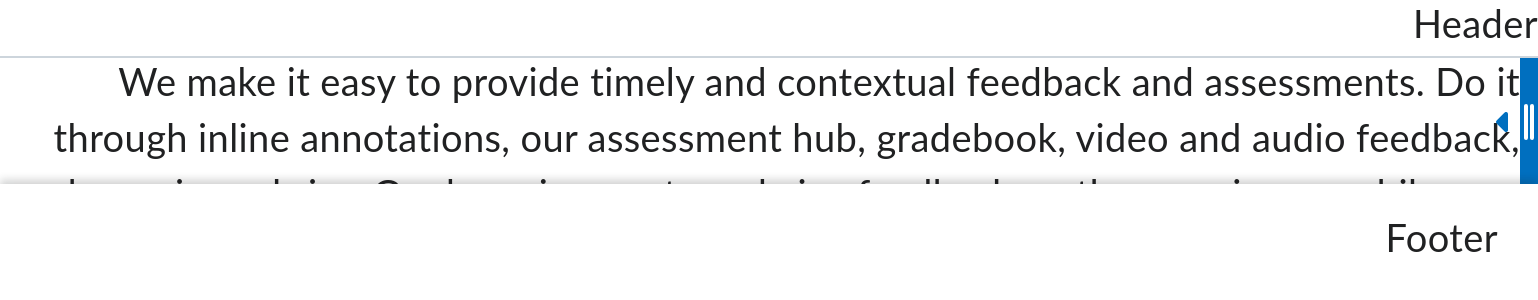 Header
We make it easy to provide timely and contextual feedback and assessments. Do it
through inline annotations, our assessment hub, gradebook, video and audio feedback,
Footer